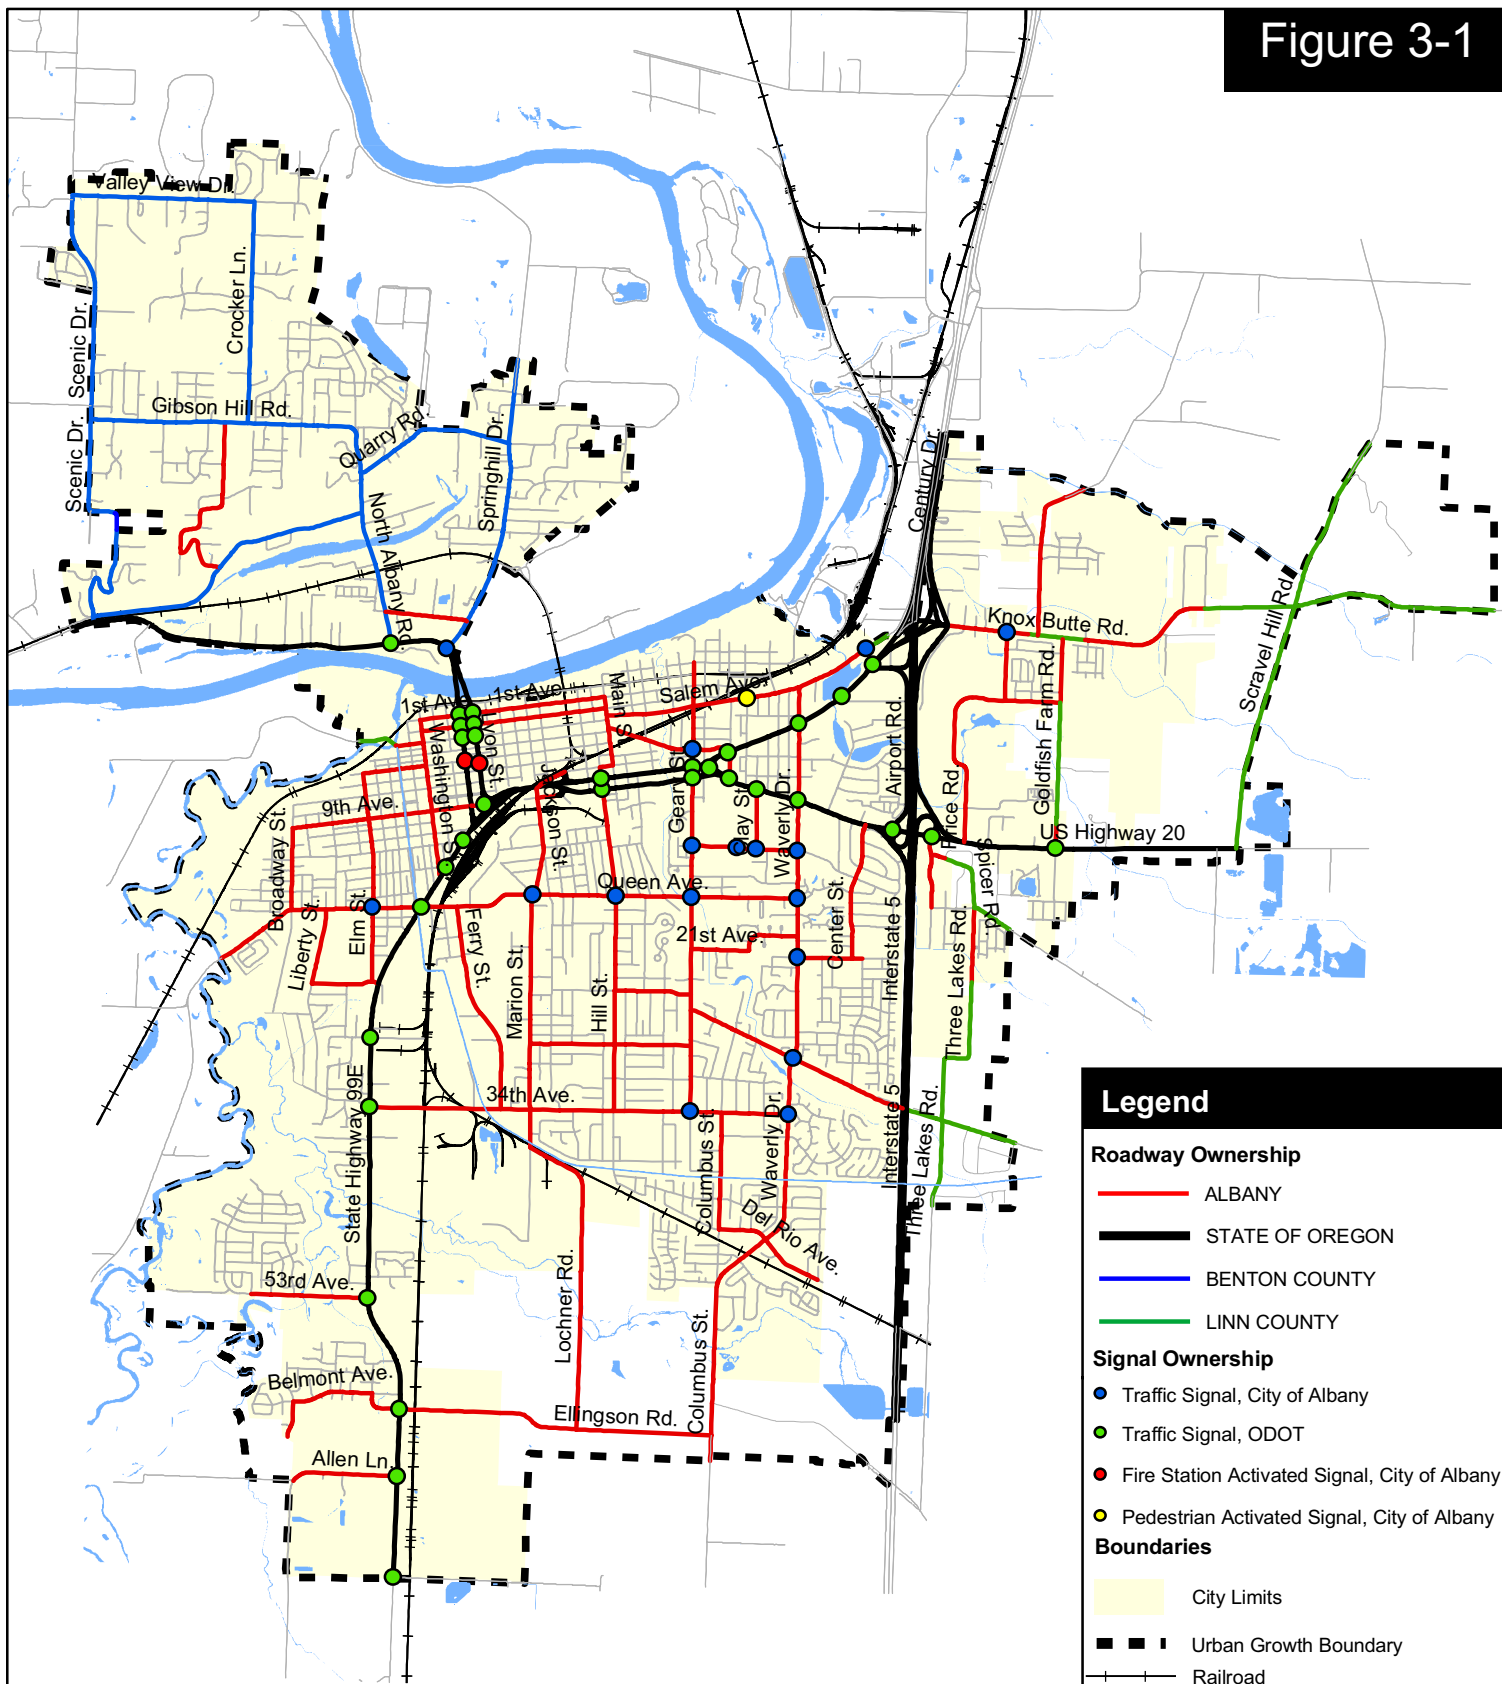 Figure 3-1
Valley View Dr.
Crocker Ln.
Scenic Dr.
Gibson Hill Rd.
Quarry Rd.
Scenic Dr.
Springhill Dr.
North Albany Rd.
Century Dr.
Knox Butte Rd.
Scravel Hill Rd
1st Ave.
1st Ave.
Main St.
Salem Ave.
Lyon St.
Washington St.
Airport Rd.
Goldfish Farm Rd.
Geary St.
Waverly Dr.
9th Ave.
Jackson St.
Price Rd
US Highway 20
Broadway St.
Spicer Rd.
Queen Ave.
Center St.
Liberty St.
Elm St.
Ferry St.
21st Ave.
Interstate 5
Three Lakes Rd.
Marion St.
Hill St.
34th Ave.
State Highway 99E
Columbus St.
Waverly Dr.
Interstate 5
Three Lakes Rd.
Del Rio Ave.
53rd Ave.
Lochner Rd.
Columbus St.
Belmont Ave.
Ellingson Rd.
Allen Ln.
Legend
Roadway Ownership
ALBANY
STATE OF OREGON
BENTON COUNTY
LINN COUNTY
Signal Ownership
Traffic Signal, City of Albany
Traffic Signal, ODOT
Fire Station Activated Signal, City of Albany
Pedestrian Activated Signal, City of Albany
Boundaries
City Limits
Urban Growth Boundary
Railroad